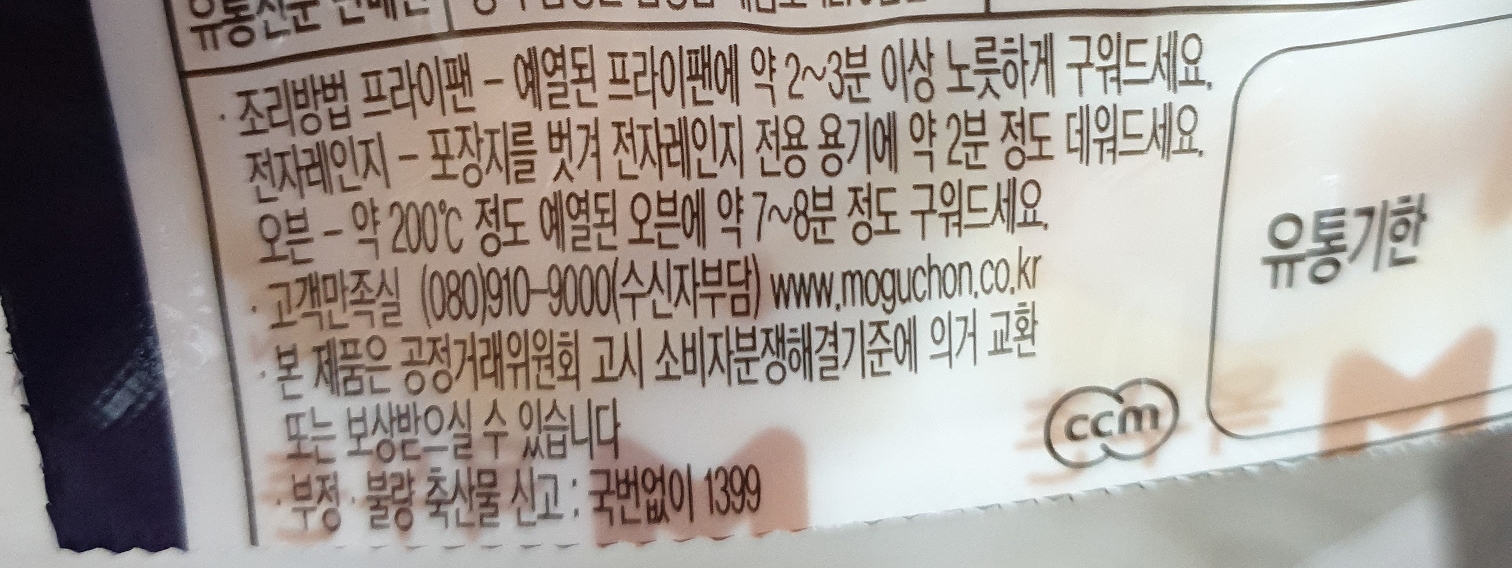 · 조리방법 프라이팬 - 예열된 프라이팬에 약 2~3분 이상 노릇하게 구워드세요.
전자레인지 - 포장지를 벗겨 전자레인지 전용 용기에 약 2분 정도 데워드세요.
오븐 - 약 200℃ 정도 예열된 오븐에 약 7~8분 정도 구워드세요.
· 고객만족실 (080)910-9000(수신자부담) www.moguchon.co.kr
· 본 제품은 공정거래위원회 고시 소비자분쟁해결기준에 의거 교환
또는 보상받으실 수 있습니다
· 부정·불량 축산물 신고 : 국번없이 1399
ccm
유통기한